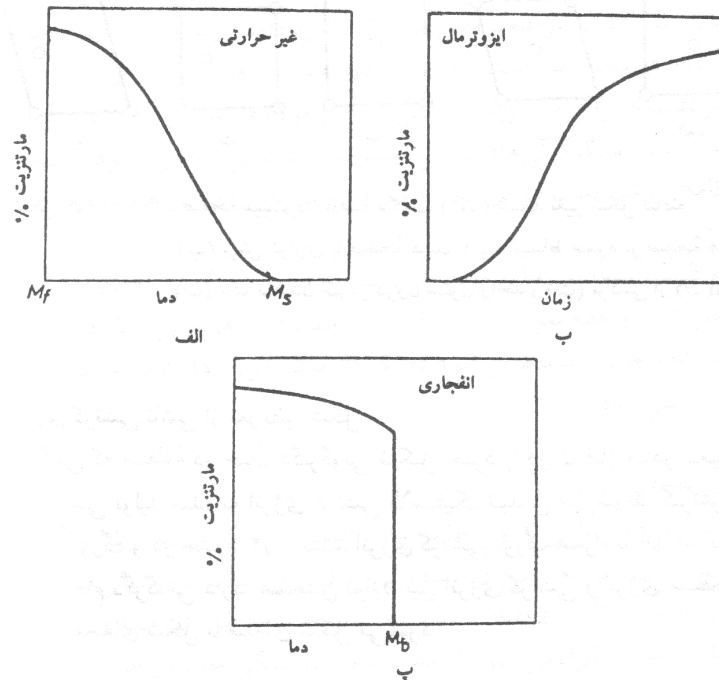 غیر حرارتی
% مارتنزیت
Mf
دما
Ms
الف
ایزوترمال
% مارتنزیت
زمان
ب
انفجاری
% مارتنزیت
دما
Mb
پ